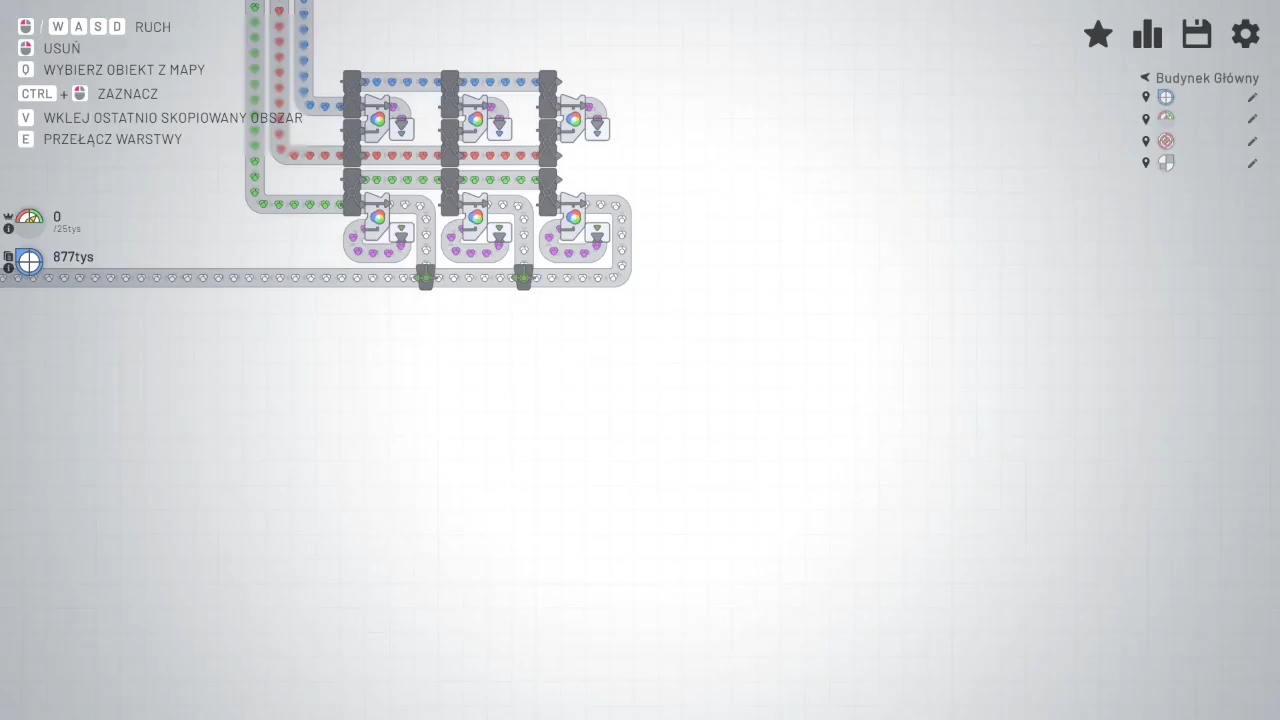 / W A S D RUCH
USUŃ
Q WYBIERZ OBIEKT Z MAPY
CTRL + ZAZNACZ
V WKLEJ OSTATNIO SKOPIOWANY OBSZAR
E PRZEŁĄCZ WARSTWY
0
/25tys
877tys
Budynek Główny